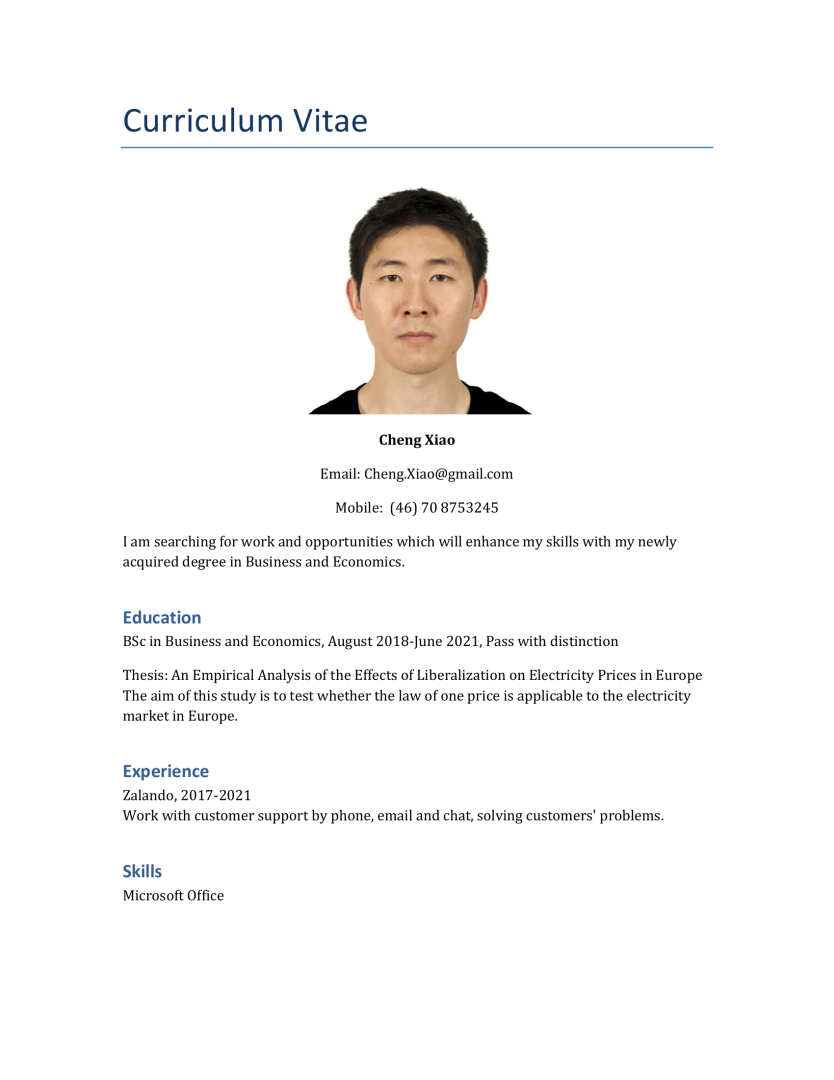 Curriculum Vitae
Cheng Xiao
Email: Cheng.Xiao@gmail.com
Mobile:  (46) 70 8753245
I am searching for work and opportunities which will enhance my skills with my newly
acquired degree in Business and Economics.
Education
BSc in Business and Economics, August 2018-June 2021, Pass with distinction
Thesis: An Empirical Analysis of the Effects of Liberalization on Electricity Prices in Europe
The aim of this study is to test whether the law of one price is applicable to the electricity
market in Europe.
Experience
Zalando, 2017-2021
Work with customer support by phone, email and chat, solving customers' problems.
Skills
Microsoft Office